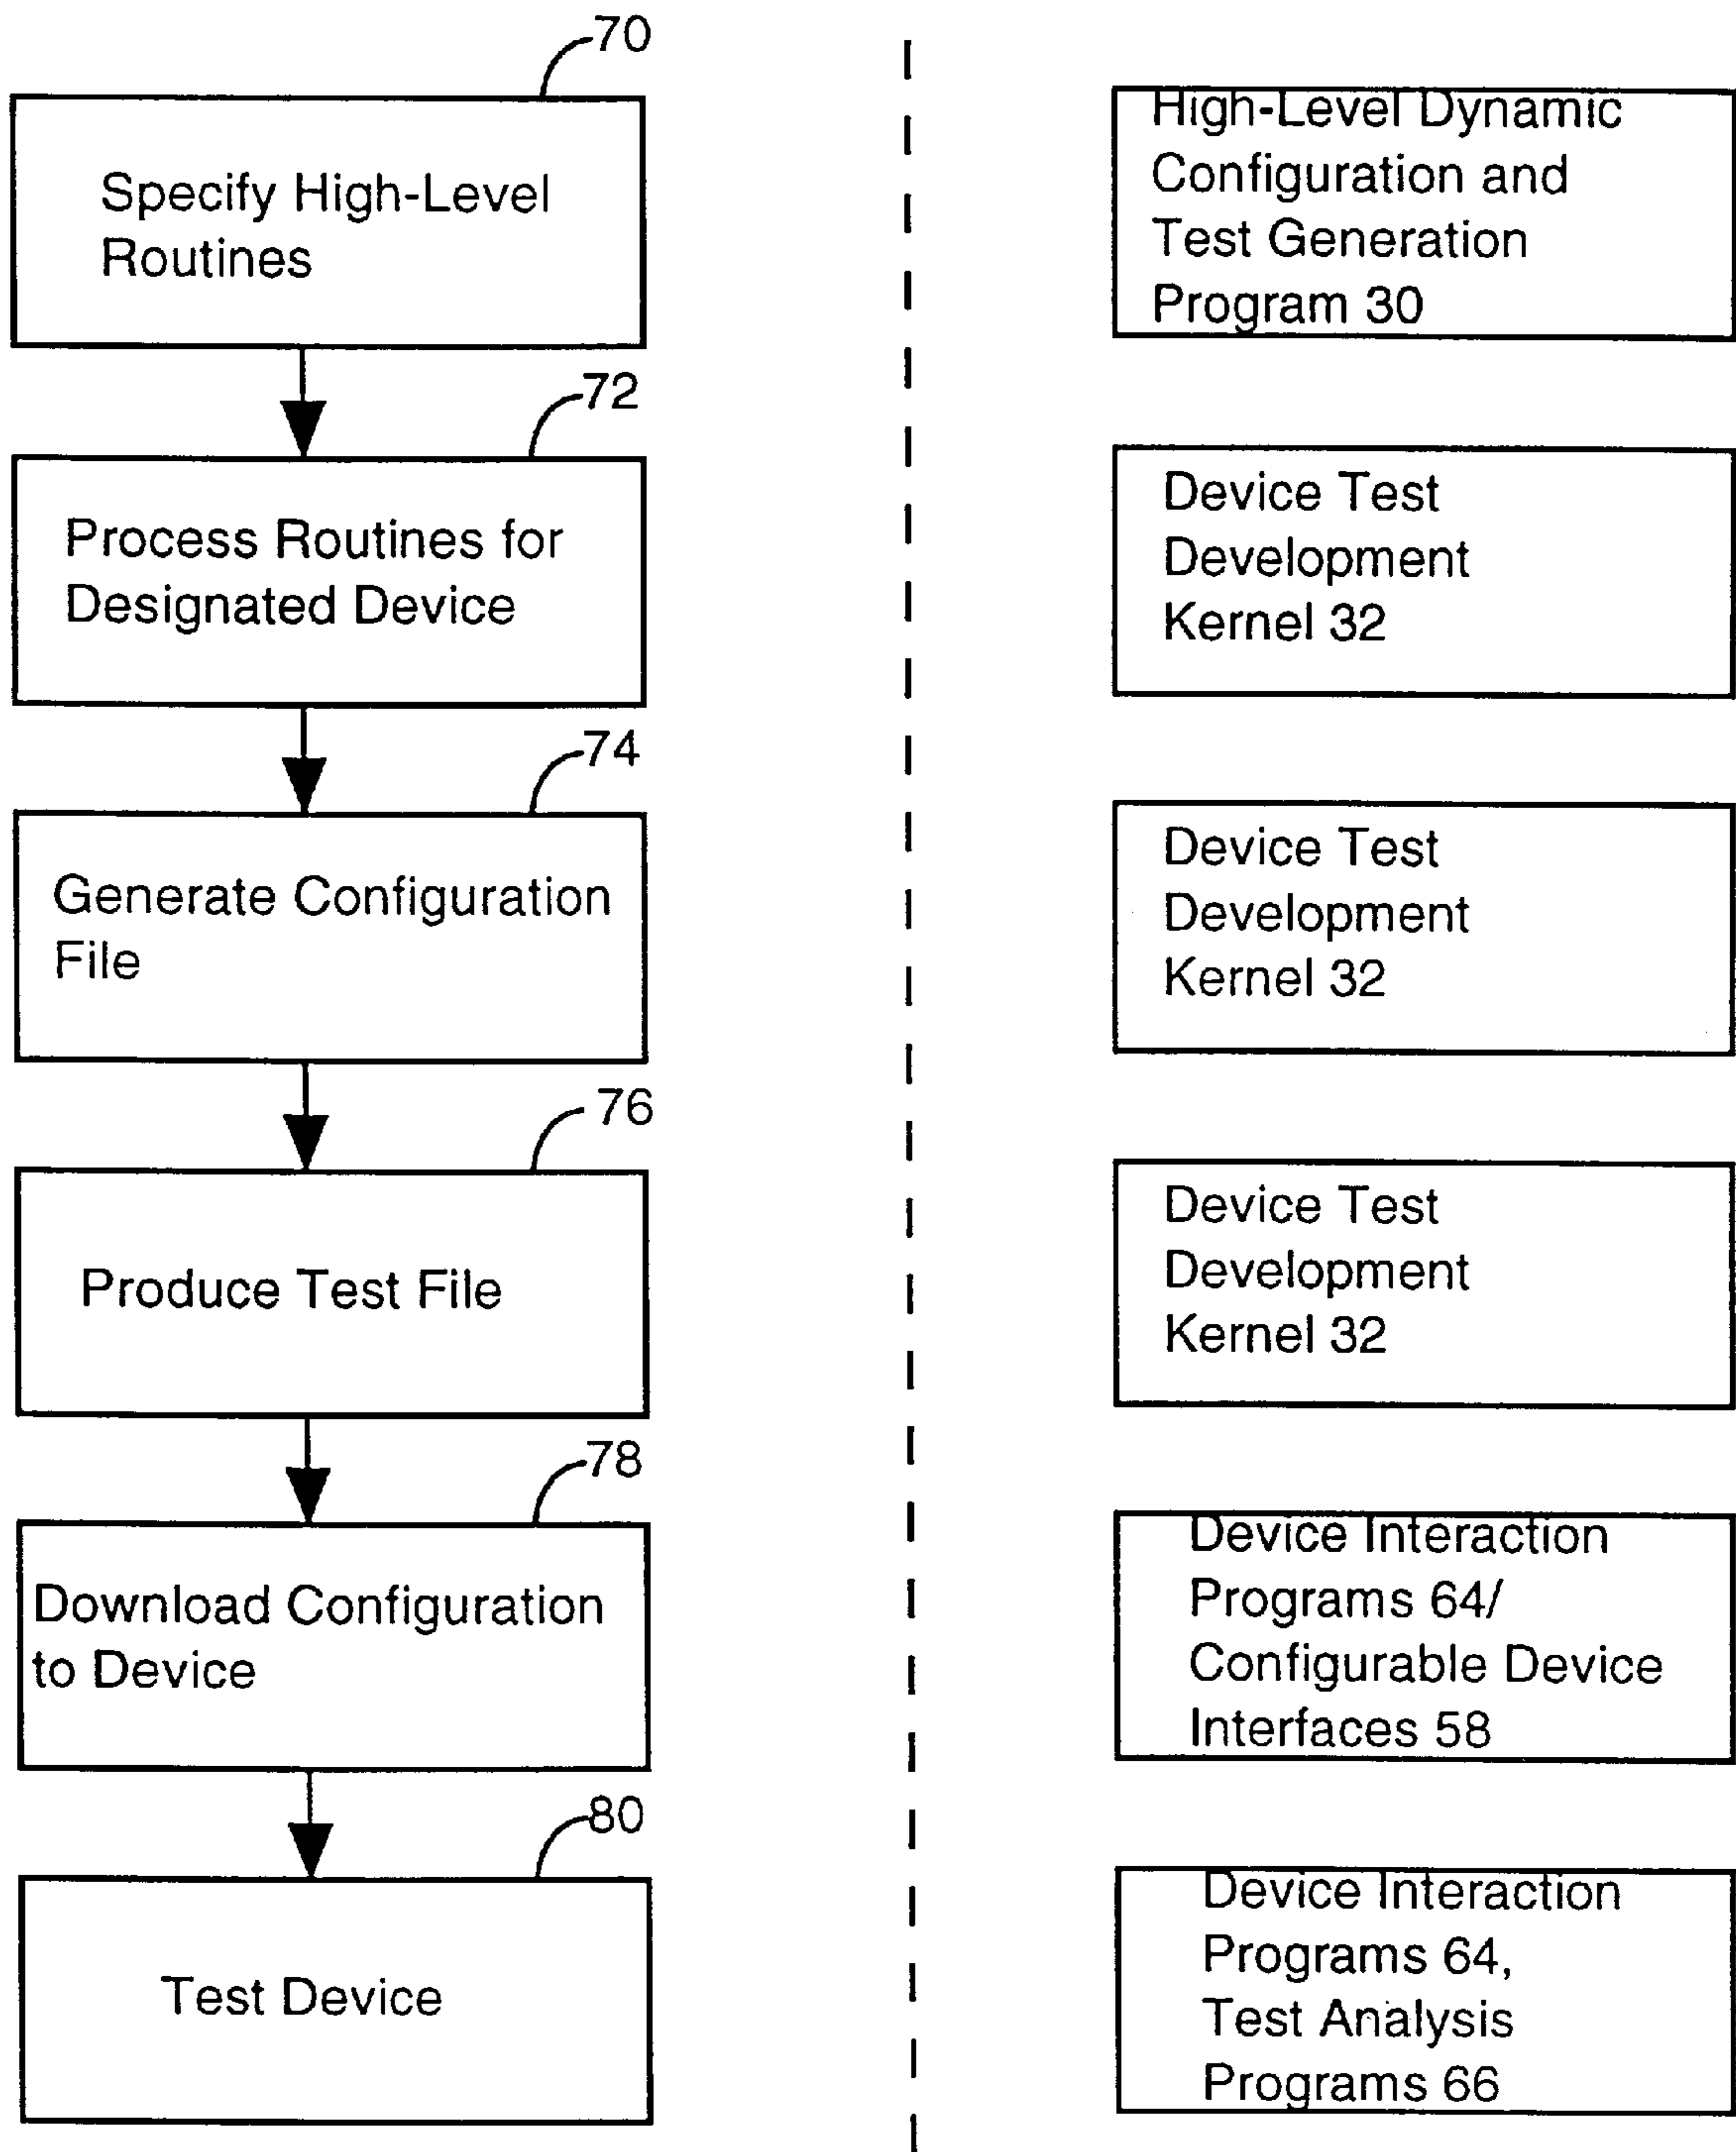 70
Specify High-Level
Routines
High-Level Dynamic
Configuration and
Test Generation
Program 30
72
Process Routines for
Designated Device
Device Test
Development
Kernel 32
74
Generate Configuration
File
Device Test
Development
Kernel 32
76
Produce Test File
Device Test
Development
Kernel 32
78
Download Configuration
to Device
Device Interaction
Programs 64/
Configurable Device
Interfaces 58
80
Test Device
Device Interaction
Programs 64,
Test Analysis
Programs 66